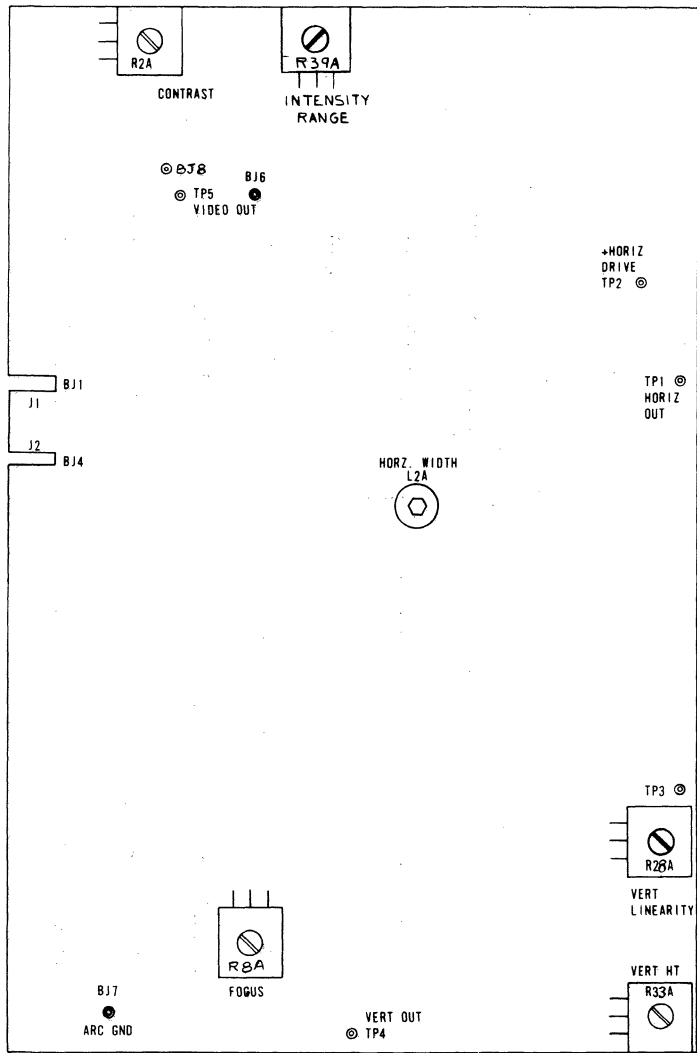 R2A
CONTRAST
R39A
INTENSITY
RANGE
BJ8
BJ6
TP5
VIDEO OUT
+HORIZ
DRIVE
TP2
BJ1
J1
TP1
HORIZ
OUT
J2
BJ4
HORZ. WIDTH
L2A
TP3
R28A
VERT
LINEARITY
R8A
FOGUS
VERT HT
R33A
BJ7
ARC GND
VERT OUT
TP4